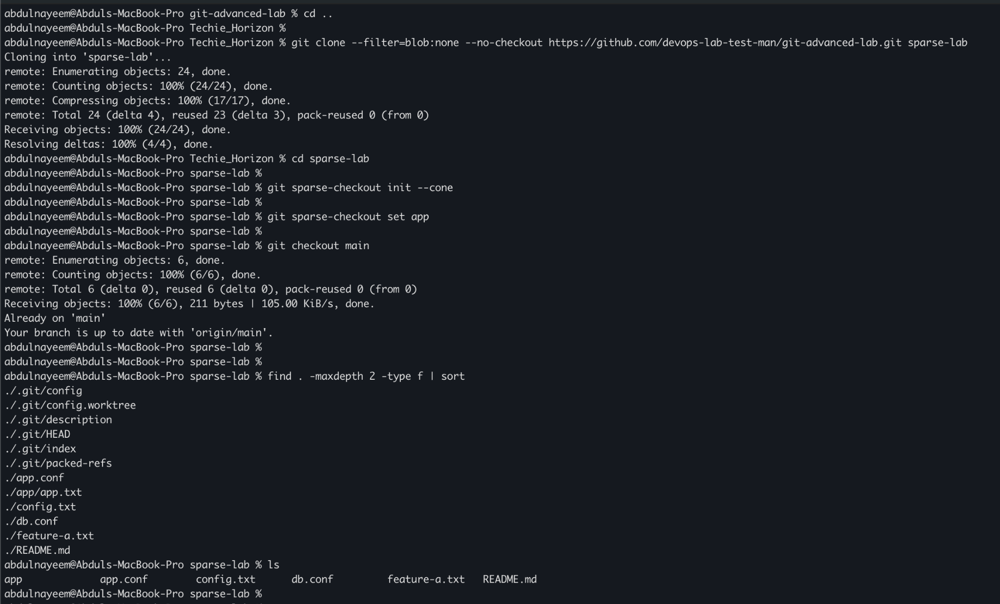 abdulnayeem@Abduls-MacBook-Pro git-advanced-lab % cd ..
abdulnayeem@Abduls-MacBook-Pro Techie_Horizon %
abdulnayeem@Abduls-MacBook-Pro Techie_Horizon % git clone --filter=blob:none --no-checkout https://github.com/devops-lab-test-man/git-advanced-lab.git sparse-lab
Cloning into 'sparse-lab'...
remote: Enumerating objects: 24, done.
remote: Counting objects: 100% (24/24), done.
remote: Compressing objects: 100% (17/17), done.
remote: Total 24 (delta 4), reused 23 (delta 3), pack-reused 0 (from 0)
Receiving objects: 100% (24/24), done.
Resolving deltas: 100% (4/4), done.
abdulnayeem@Abduls-MacBook-Pro Techie_Horizon % cd sparse-lab
abdulnayeem@Abduls-MacBook-Pro sparse-lab %
abdulnayeem@Abduls-MacBook-Pro sparse-lab % git sparse-checkout init --cone
abdulnayeem@Abduls-MacBook-Pro sparse-lab %
abdulnayeem@Abduls-MacBook-Pro sparse-lab % git sparse-checkout set app
abdulnayeem@Abduls-MacBook-Pro sparse-lab %
abdulnayeem@Abduls-MacBook-Pro sparse-lab % git checkout main
remote: Enumerating objects: 6, done.
remote: Counting objects: 100% (6/6), done.
remote: Total 6 (delta 0), reused 6 (delta 0), pack-reused 0 (from 0)
Receiving objects: 100% (6/6), 211 bytes | 105.00 KiB/s, done.
Already on 'main'
Your branch is up to date with 'origin/main'.
abdulnayeem@Abduls-MacBook-Pro sparse-lab %
abdulnayeem@Abduls-MacBook-Pro sparse-lab %
abdulnayeem@Abduls-MacBook-Pro sparse-lab % find . -maxdepth 2 -type f | sort
./.git/config
./.git/config.worktree
./.git/description
./.git/HEAD
./.git/index
./.git/packed-refs
./app.conf
./app/app.txt
./config.txt
./db.conf
./feature-a.txt
./README.md
abdulnayeem@Abduls-MacBook-Pro sparse-lab % ls
app app.conf config.txt db.conf feature-a.txt README.md
abdulnayeem@Abduls-MacBook-Pro sparse-lab %